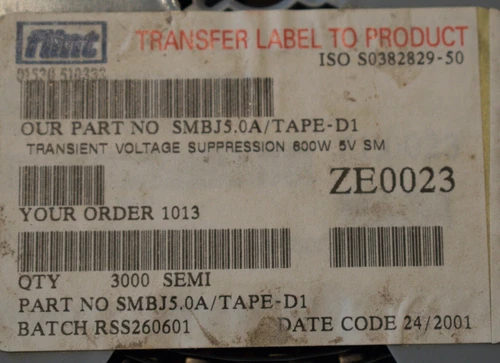 flint
TRANSFER LABEL TO PRODUCT
01530 510333
ISO S0382829-50
OUR PART NO SMBJ5.0A/TAPE-D1
TRANSIENT VOLTAGE SUPPRESSION 600W 5V SM
ZE0023
YOUR ORDER 1013
QTY 3000 SEMI
PART NO SMBJ5.0A/TAPE-D1
BATCH RSS260601 DATE CODE 24/2001